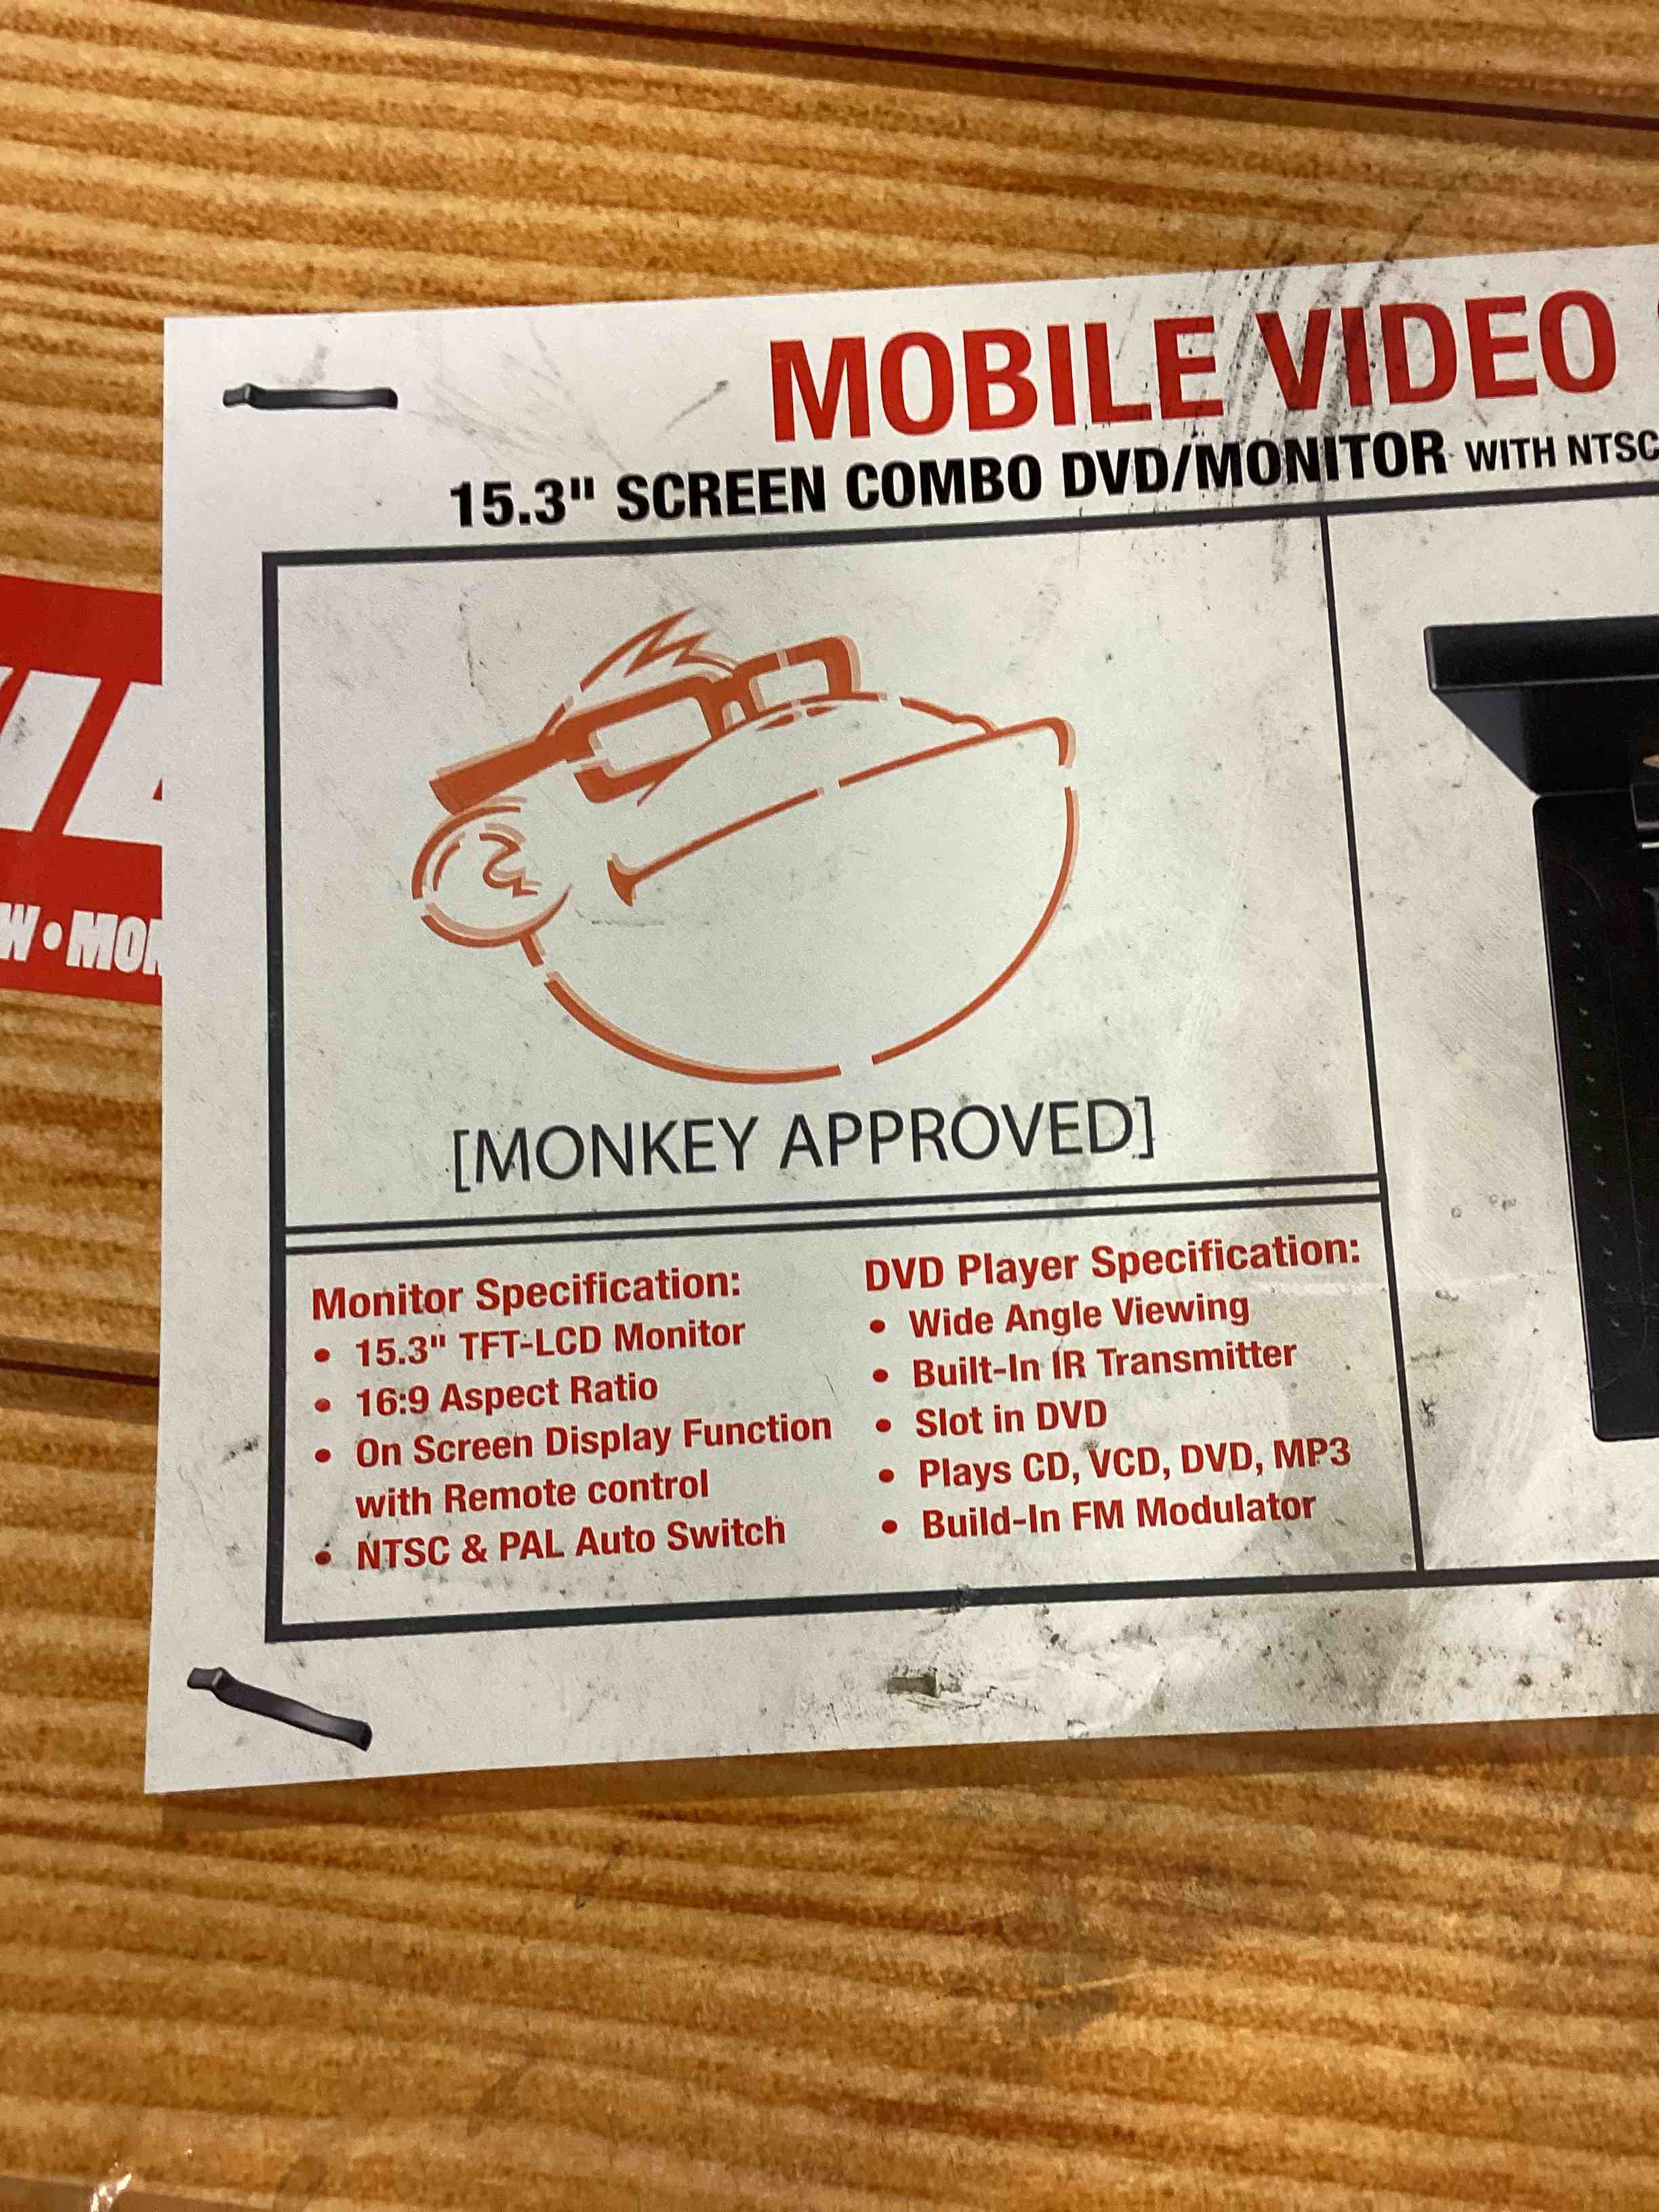 MOBILE VIDEO
15.3" SCREEN COMBO DVD/MONITOR WITH NTSC
[MONKEY APPROVED]
Monitor Specification:
• 15.3" TFT-LCD Monitor
• 16:9 Aspect Ratio
• On Screen Display Function
with Remote control
• NTSC & PAL Auto Switch
DVD Player Specification:
• Wide Angle Viewing
• Built-In IR Transmitter
• Slot in DVD
• Plays CD, VCD, DVD, MP3
• Build-In FM Modulator